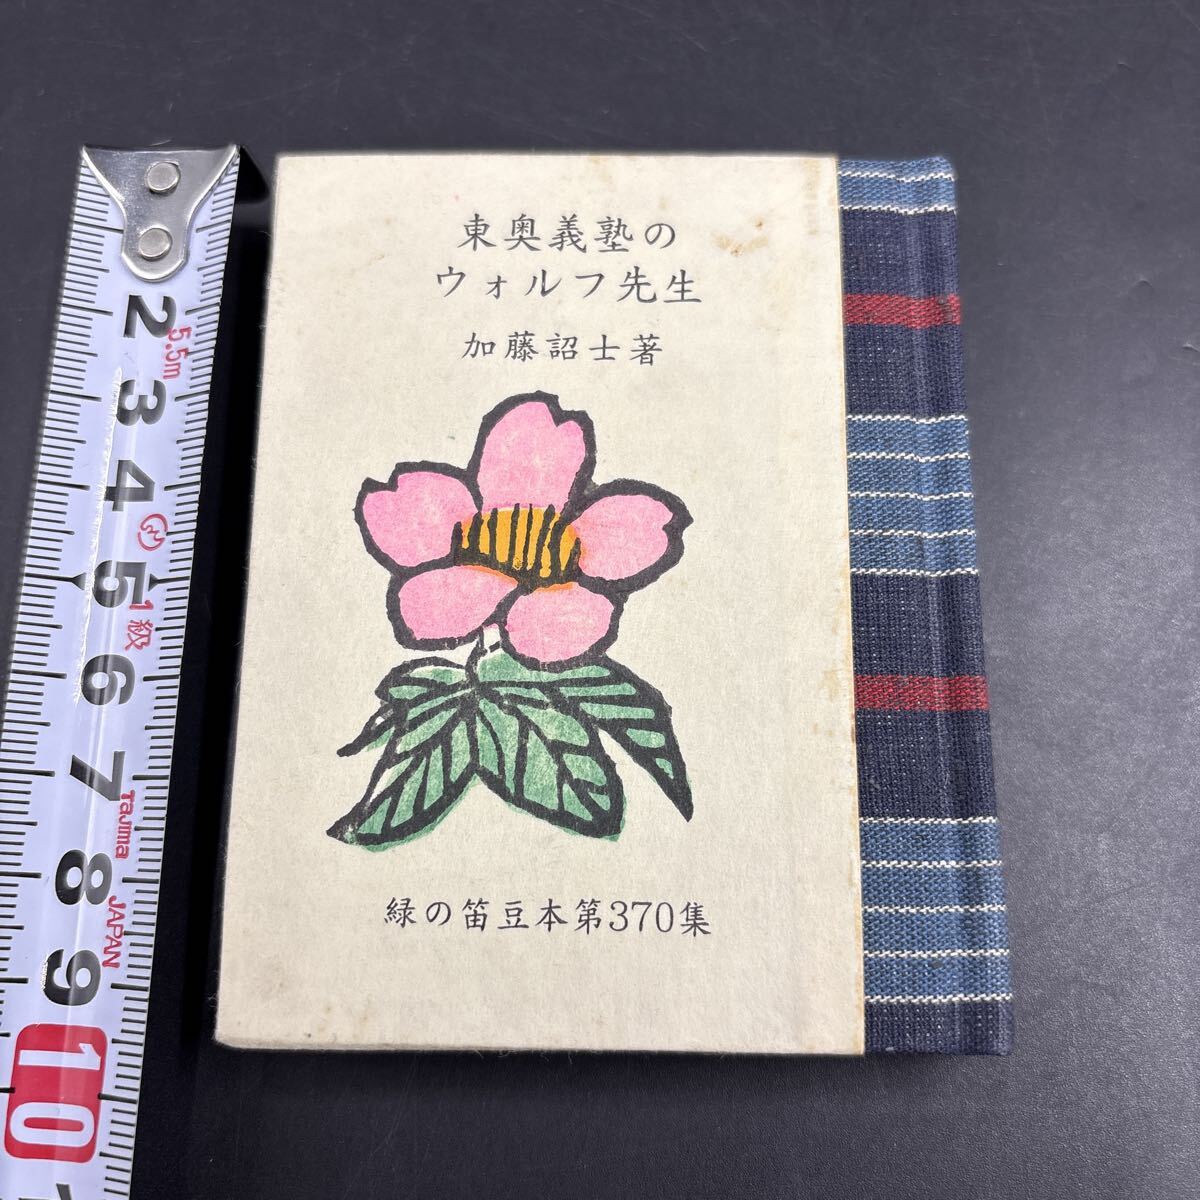 東奥義塾の
ウォルフ先生
加藤詔士著
緑の笛豆本第370集
2
5.5m
3
4
5
1級
6
7
Tajima
8
JAPAN
9
10